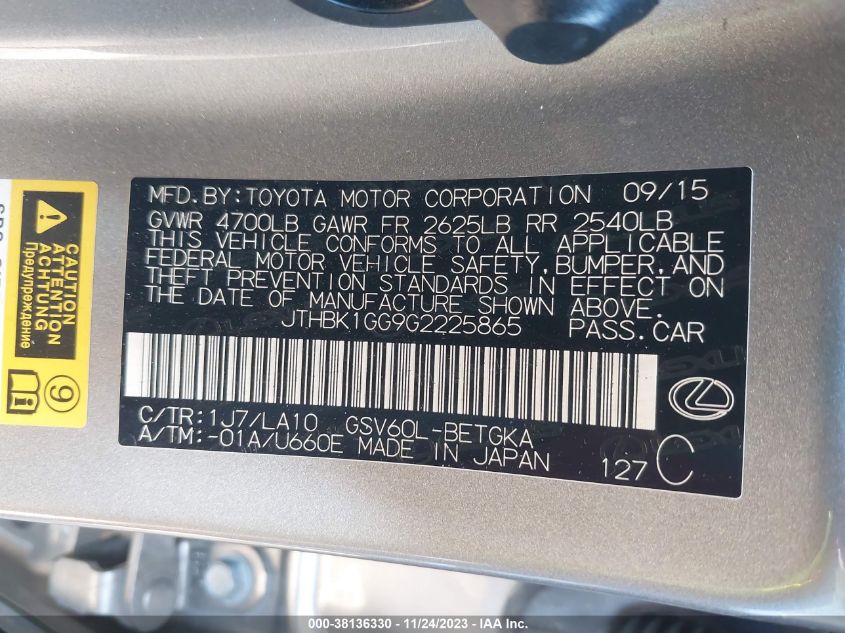 MFD.BY:TOYOTA MOTOR CORPORATION 09/15
GVWR 4700LB GAWR FR 2625LB RR 2540LB
THIS VEHICLE CONFORMS TO ALL APPLICABLE
FEDERAL MOTOR VEHICLE SAFETY,BUMPER,AND
THEFT PREVENTION STANDARDS IN EFFECT ON
THE DATE OF MANUFACTURE SHOWN ABOVE.
JTHBK1GG9G2225865 PASS.CAR
C/TR:1J7/LA10 GSV60L-BETGKA
A/TM:-01A/U660E MADE IN JAPAN
127 C
CAUTION
ATTENTION
ACHTUNG
Предупреждение
9
000-38136330 - 11/24/2023 - © IAA Inc.